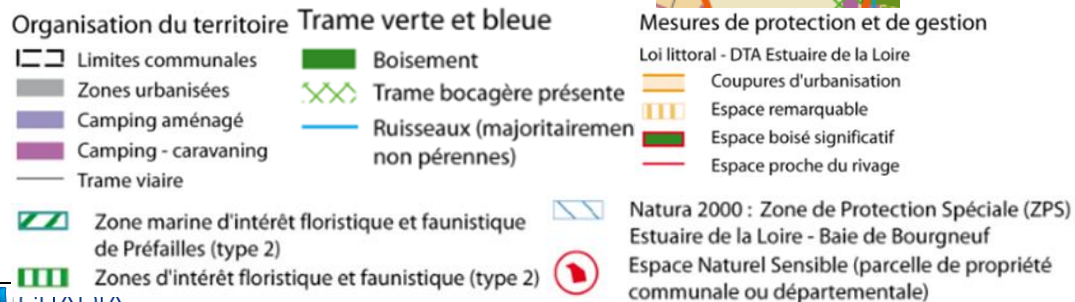 Organisation du territoire
Limites communales
Zones urbanisées
Camping aménagé
Camping - caravaning
Trame viaire
Trame verte et bleue
Boisement
Trame bocagère présente
Ruisseaux (majoritairemen
non pérennes)
Mesures de protection et de gestion
Loi littoral - DTA Estuaire de la Loire
Coupures d'urbanisation
Espace remarquable
Espace boisé significatif
Espace proche du rivage
Zone marine d'intérêt floristique et faunistique
de Préfailles (type 2)
Zones d'intérêt floristique et faunistique (type 2)
Natura 2000 : Zone de Protection Spéciale (ZPS)
Estuaire de la Loire - Baie de Bourgneuf
Espace Naturel Sensible (parcelle de propriété
communale ou départementale)